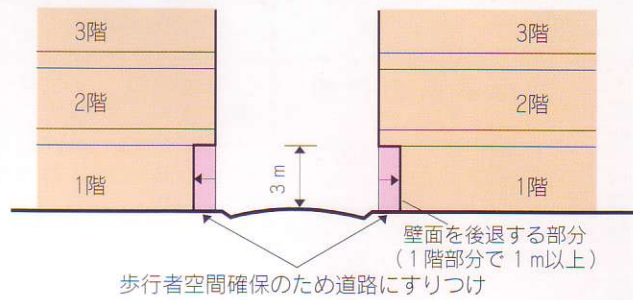 3階
3階
2階
2階
3m
1階
1階
壁面を後退する部分
（1階部分で1m以上）
歩行者空間確保のため道路にすりつけ